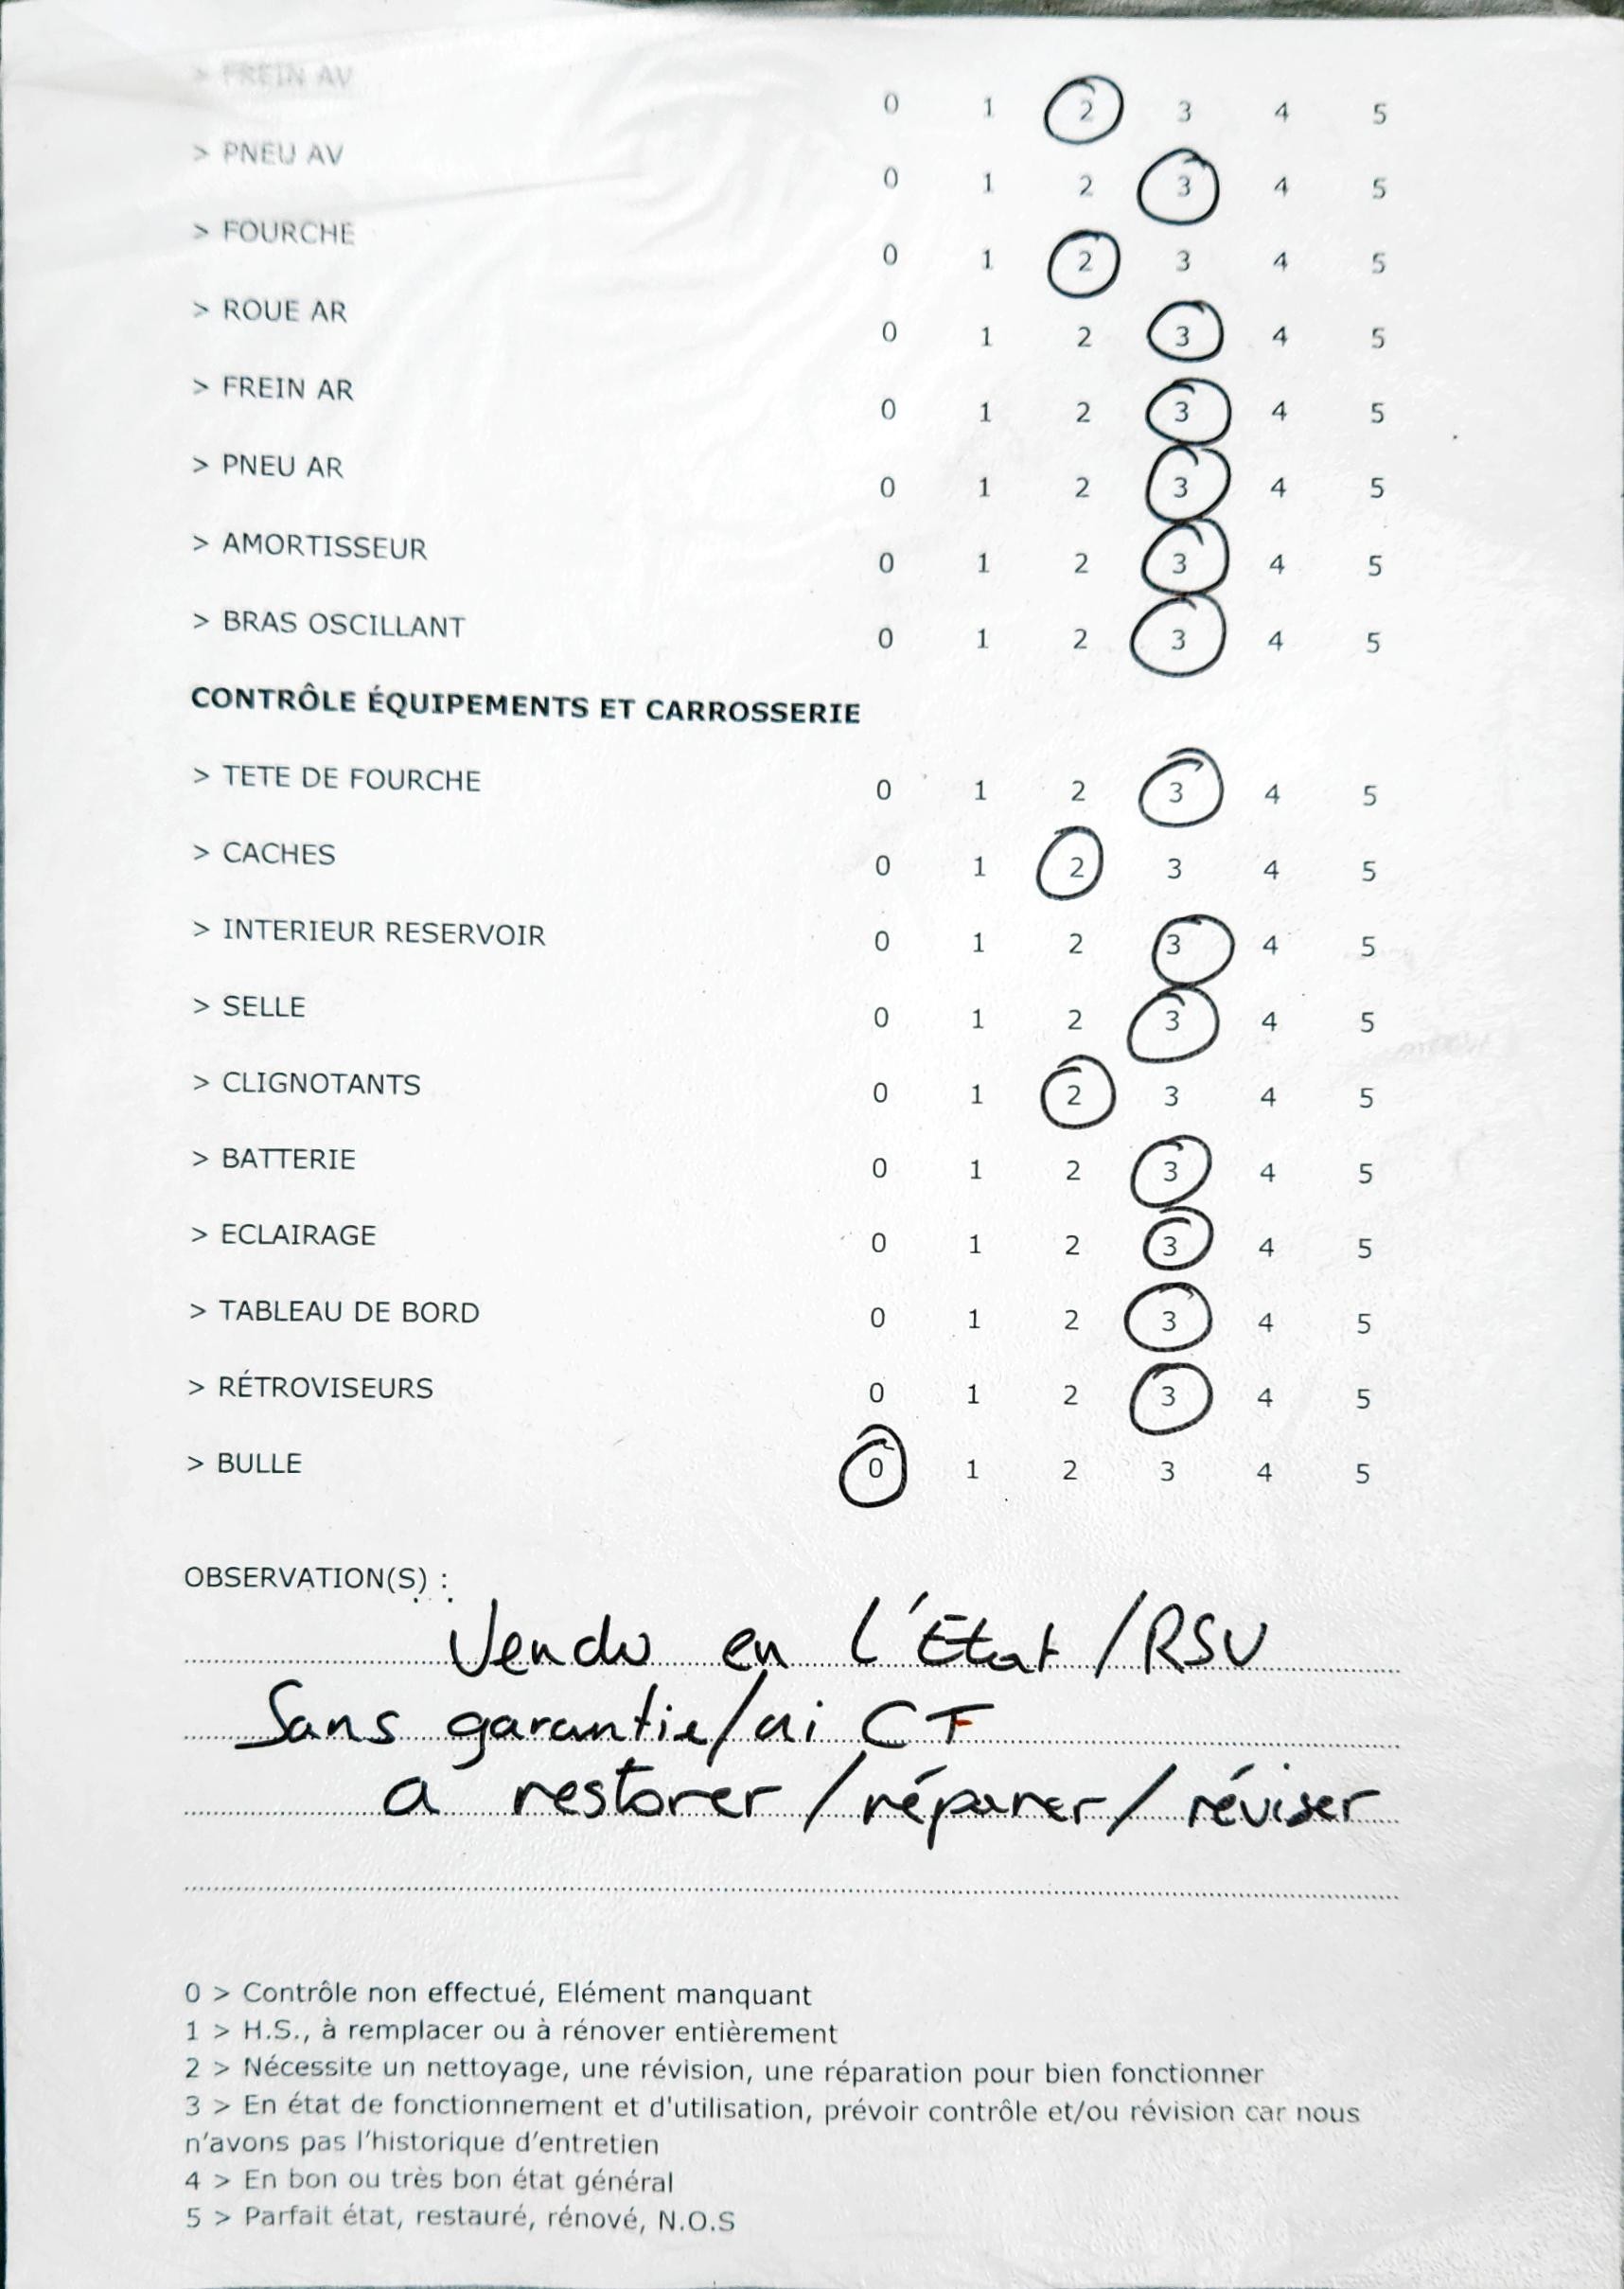 > FREIN AV 0 1 2 3 4 5
> PNEU AV 0 1 2 3 4 5
> FOURCHE 0 1 2 3 4 5
> ROUE AR 0 1 2 3 4 5
> FREIN AR 0 1 2 3 4 5
> PNEU AR 0 1 2 3 4 5
> AMORTISSEUR 0 1 2 3 4 5
> BRAS OSCILLANT 0 1 2 3 4 5
CONTRÔLE ÉQUIPEMENTS ET CARROSSERIE
> TETE DE FOURCHE 0 1 2 3 4 5
> CACHES 0 1 2 3 4 5
> INTERIEUR RESERVOIR 0 1 2 3 4 5
> SELLE 0 1 2 3 4 5
> CLIGNOTANTS 0 1 2 3 4 5
> BATTERIE 0 1 2 3 4 5
> ECLAIRAGE 0 1 2 3 4 5
> TABLEAU DE BORD 0 1 2 3 4 5
> RÉTROVISEURS 0 1 2 3 4 5
> BULLE 0 1 2 3 4 5
OBSERVATION(S) :
Vendu en l'Etat / RSV
Sans garantie/ni CT
a restorer / réparer / réviser
0 > Contrôle non effectué, Elément manquant
1 > H.S., à remplacer ou à rénover entièrement
2 > Nécessite un nettoyage, une révision, une réparation pour bien fonctionner
3 > En état de fonctionnement et d'utilisation, prévoir contrôle et/ou révision car nous
n'avons pas l'historique d'entretien
4 > En bon ou très bon état général
5 > Parfait état, restauré, rénové, N.O.S